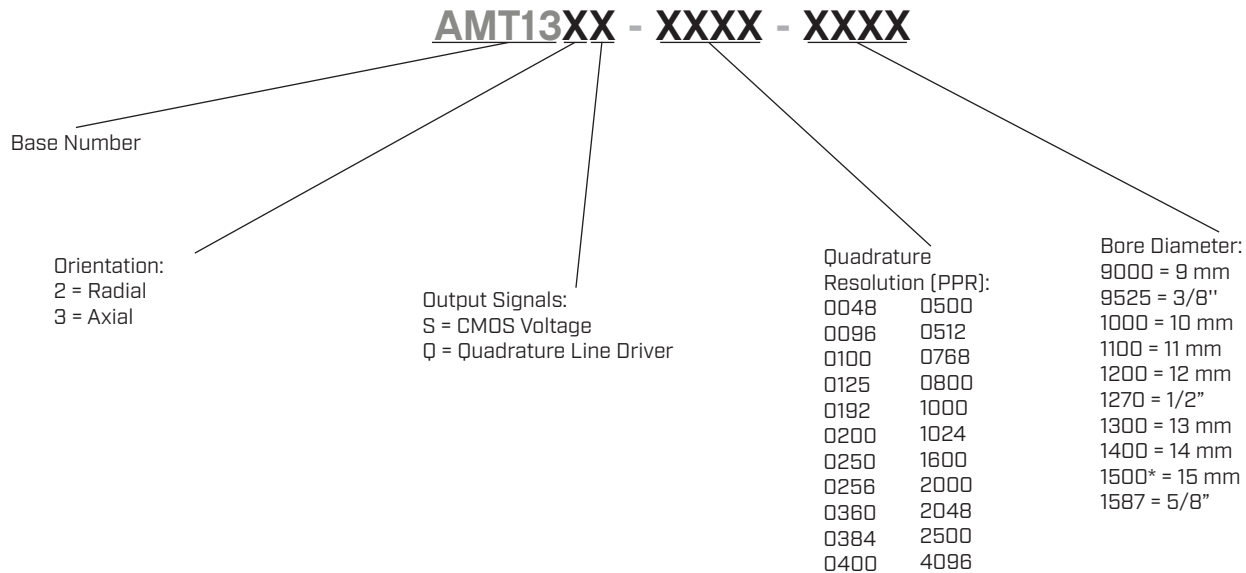 AMT13XX - XXXX - XXXX
Base Number
Orientation:
2 = Radial
3 = Axial
Output Signals:
S = CMOS Voltage
Q = Quadrature Line Driver
Quadrature
Resolution (PPR):
0048 0500
0096 0512
0100 0768
0125 0800
0192 1000
0200 1024
0250 1600
0256 2000
0360 2048
0384 2500
0400 4096
Bore Diameter:
9000 = 9 mm
9525 = 3/8''
1000 = 10 mm
1100 = 11 mm
1200 = 12 mm
1270 = 1/2”
1300 = 13 mm
1400 = 14 mm
1500* = 15 mm
1587 = 5/8”